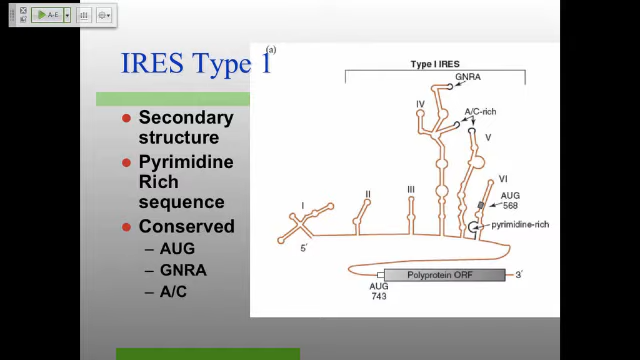 A-E
IRES Type 1
Secondary
structure
Pyrimidine
Rich
sequence
Conserved
– AUG
– GNRA
– A/C
(a)
Type I IRES
GNRA
IV
A/C-rich
V
VI
I
II
III
AUG
568
pyrimidine-rich
5′
Polyprotein ORF
3′
AUG
743